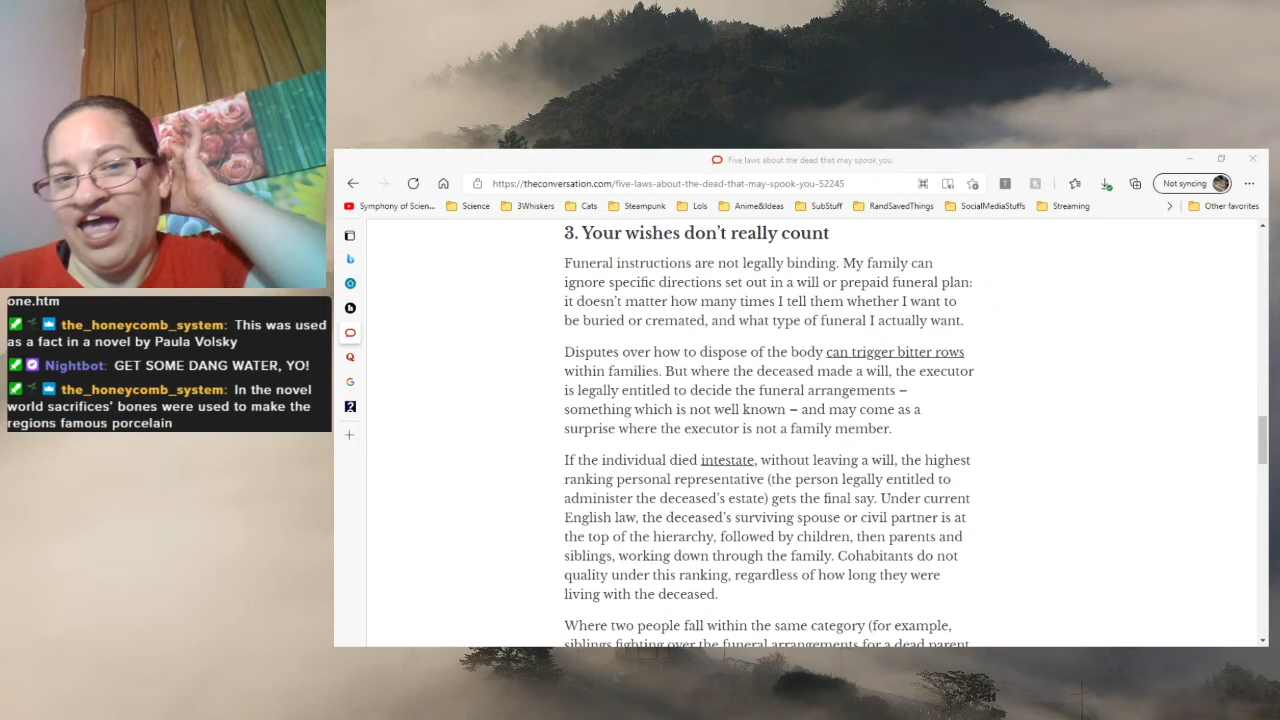 one.htm
the_honeycomb_system: This was used
as a fact in a novel by Paula Volsky
Nightbot: GET SOME DANG WATER, YO!
the_honeycomb_system: In the novel
world sacrifices' bones were used to make the
regions famous porcelain
Five laws about the dead that may spook you
https://theconversation.com/five-laws-about-the-dead-that-may-spook-you-52245
Not syncing
Symphony of Scien... Science 3Whiskers Cats Steampunk Lols Anime&Ideas SubStuff RandSavedThings SocialMediaStuffs Streaming Other favorites
3. Your wishes don't really count
Funeral instructions are not legally binding. My family can
ignore specific directions set out in a will or prepaid funeral plan:
it doesn't matter how many times I tell them whether I want to
be buried or cremated, and what type of funeral I actually want.
Disputes over how to dispose of the body can trigger bitter rows
within families. But where the deceased made a will, the executor
is legally entitled to decide the funeral arrangements –
something which is not well known – and may come as a
surprise where the executor is not a family member.
If the individual died intestate, without leaving a will, the highest
ranking personal representative (the person legally entitled to
administer the deceased's estate) gets the final say. Under current
English law, the deceased's surviving spouse or civil partner is at
the top of the hierarchy, followed by children, then parents and
siblings, working down through the family. Cohabitants do not
quality under this ranking, regardless of how long they were
living with the deceased.
Where two people fall within the same category (for example,
siblings fighting over the funeral arrangements for a dead parent